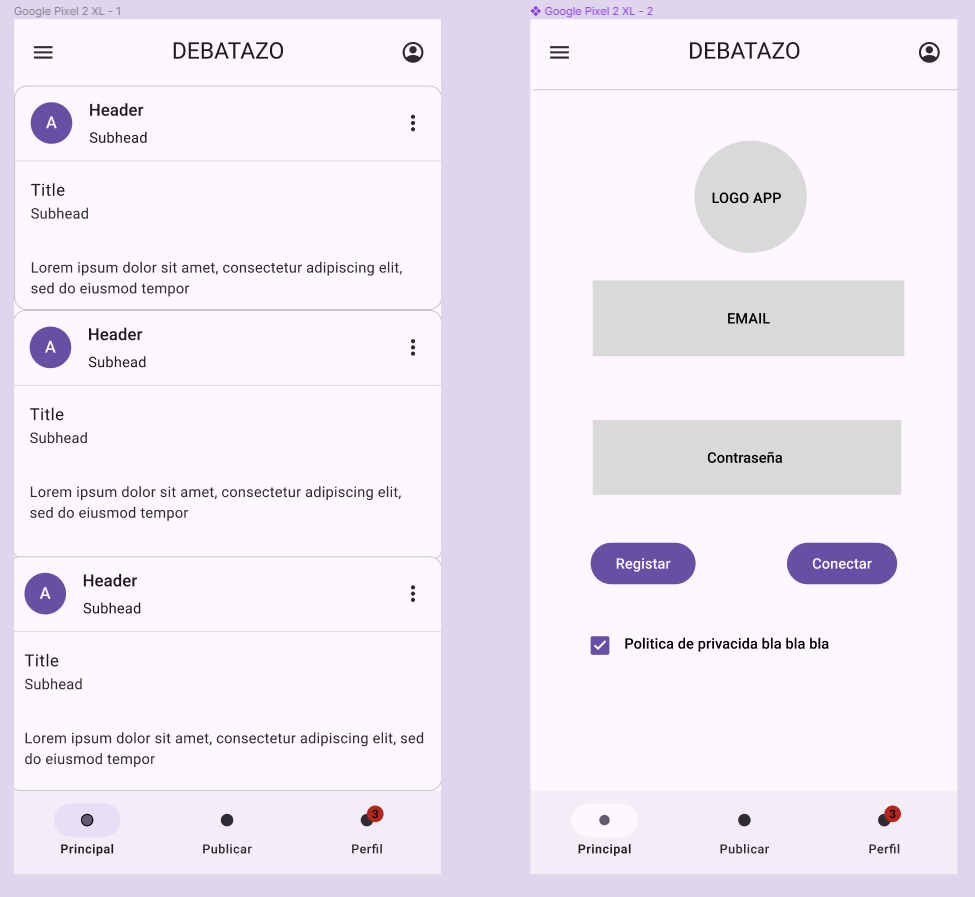 Google Pixel 2 XL - 1
DEBATAZO
A
Header
Subhead
Title
Subhead
Lorem ipsum dolor sit amet, consectetur adipiscing elit,
sed do eiusmod tempor
A
Header
Subhead
Title
Subhead
Lorem ipsum dolor sit amet, consectetur adipiscing elit,
sed do eiusmod tempor
A
Header
Subhead
Title
Subhead
Lorem ipsum dolor sit amet, consectetur adipiscing elit, sed
do eiusmod tempor
3
Principal
Publicar
Perfil
Google Pixel 2 XL - 2
DEBATAZO
LOGO APP
EMAIL
Contraseña
Registar
Conectar
Politica de privacida bla bla bla
3
Principal
Publicar
Perfil